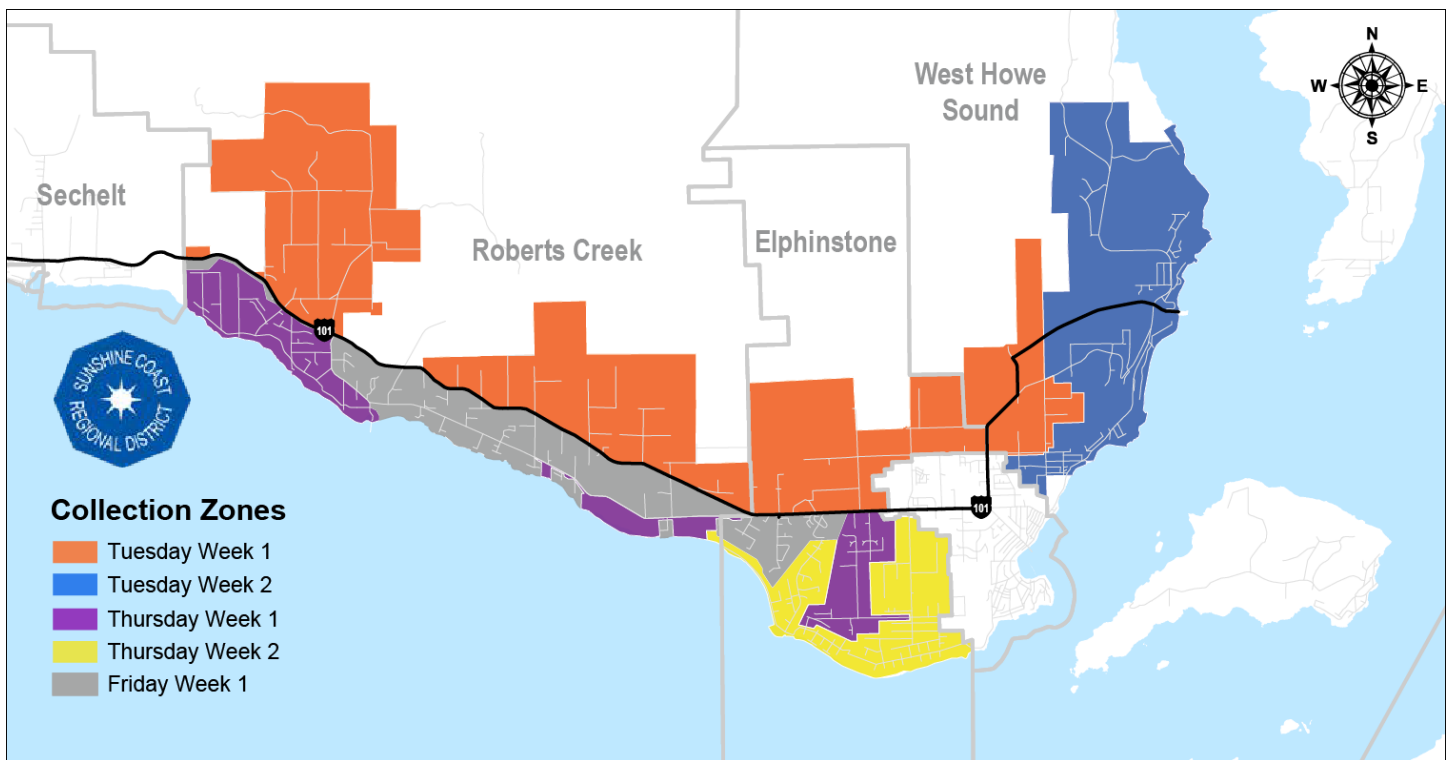 N
W
E
S
West Howe
Sound
Sechelt
Roberts Creek
Elphinstone
101
101
SUNSHINE COAST
REGIONAL DISTRICT
Collection Zones
Tuesday Week 1
Tuesday Week 2
Thursday Week 1
Thursday Week 2
Friday Week 1